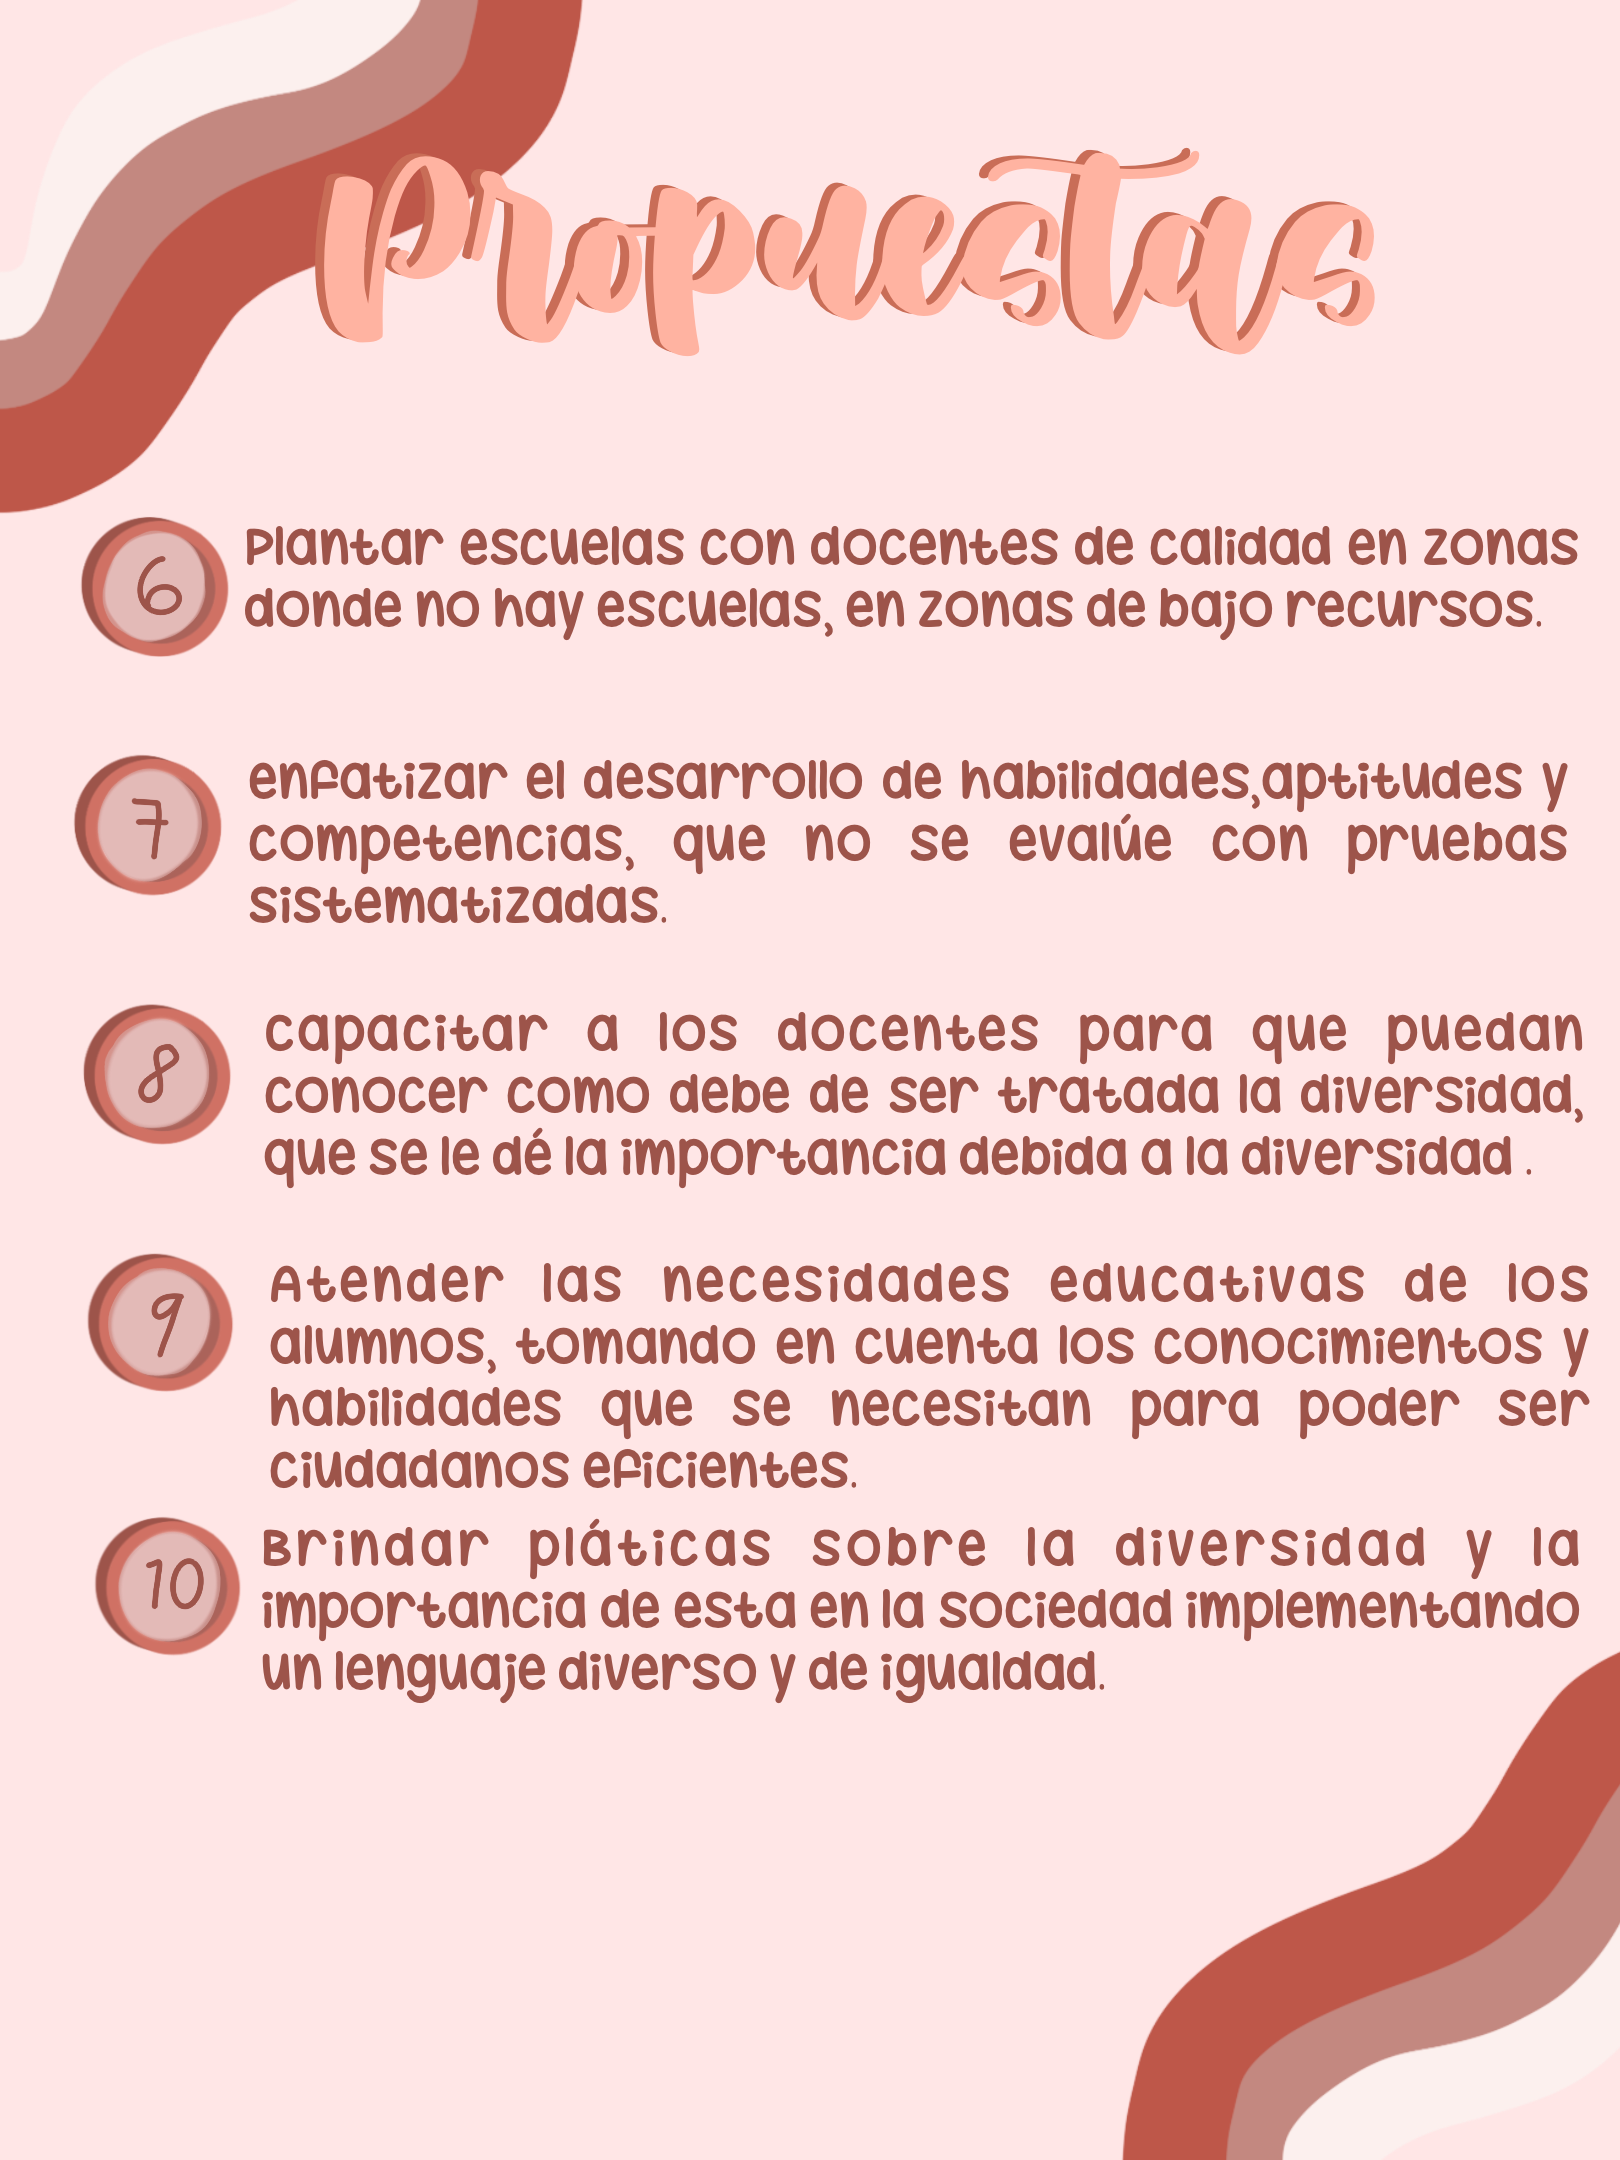 Propuestas
6
Plantar escuelas con docentes de calidad en zonas
donde no hay escuelas, en zonas de bajo recursos.
7
enfatizar el desarrollo de habilidades,aptitudes y
competencias, que no se evalúe con pruebas
sistematizadas.
8
capacitar a los docentes para que puedan
conocer como debe de ser tratada la diversidad,
que se le dé la importancia debida a la diversidad .
9
Atender las necesidades educativas de los
alumnos, tomando en cuenta los conocimientos y
habilidades que se necesitan para poder ser
ciudadanos eficientes.
10
Brindar pláticas sobre la diversidad y la
importancia de esta en la sociedad implementando
un lenguaje diverso y de igualdad.